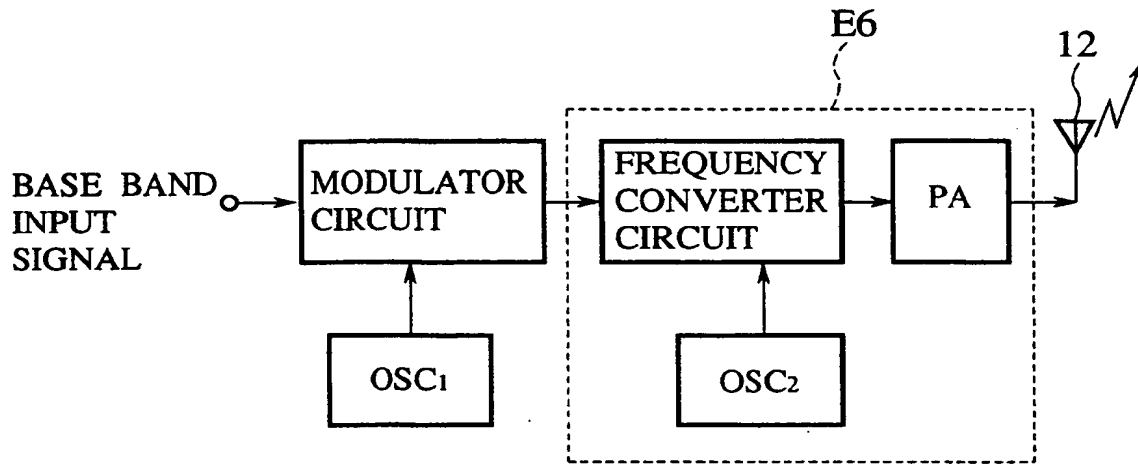 E6
12
BASE BAND
INPUT
SIGNAL
MODULATOR
CIRCUIT
FREQUENCY
CONVERTER
CIRCUIT
PA
OSC1
OSC2